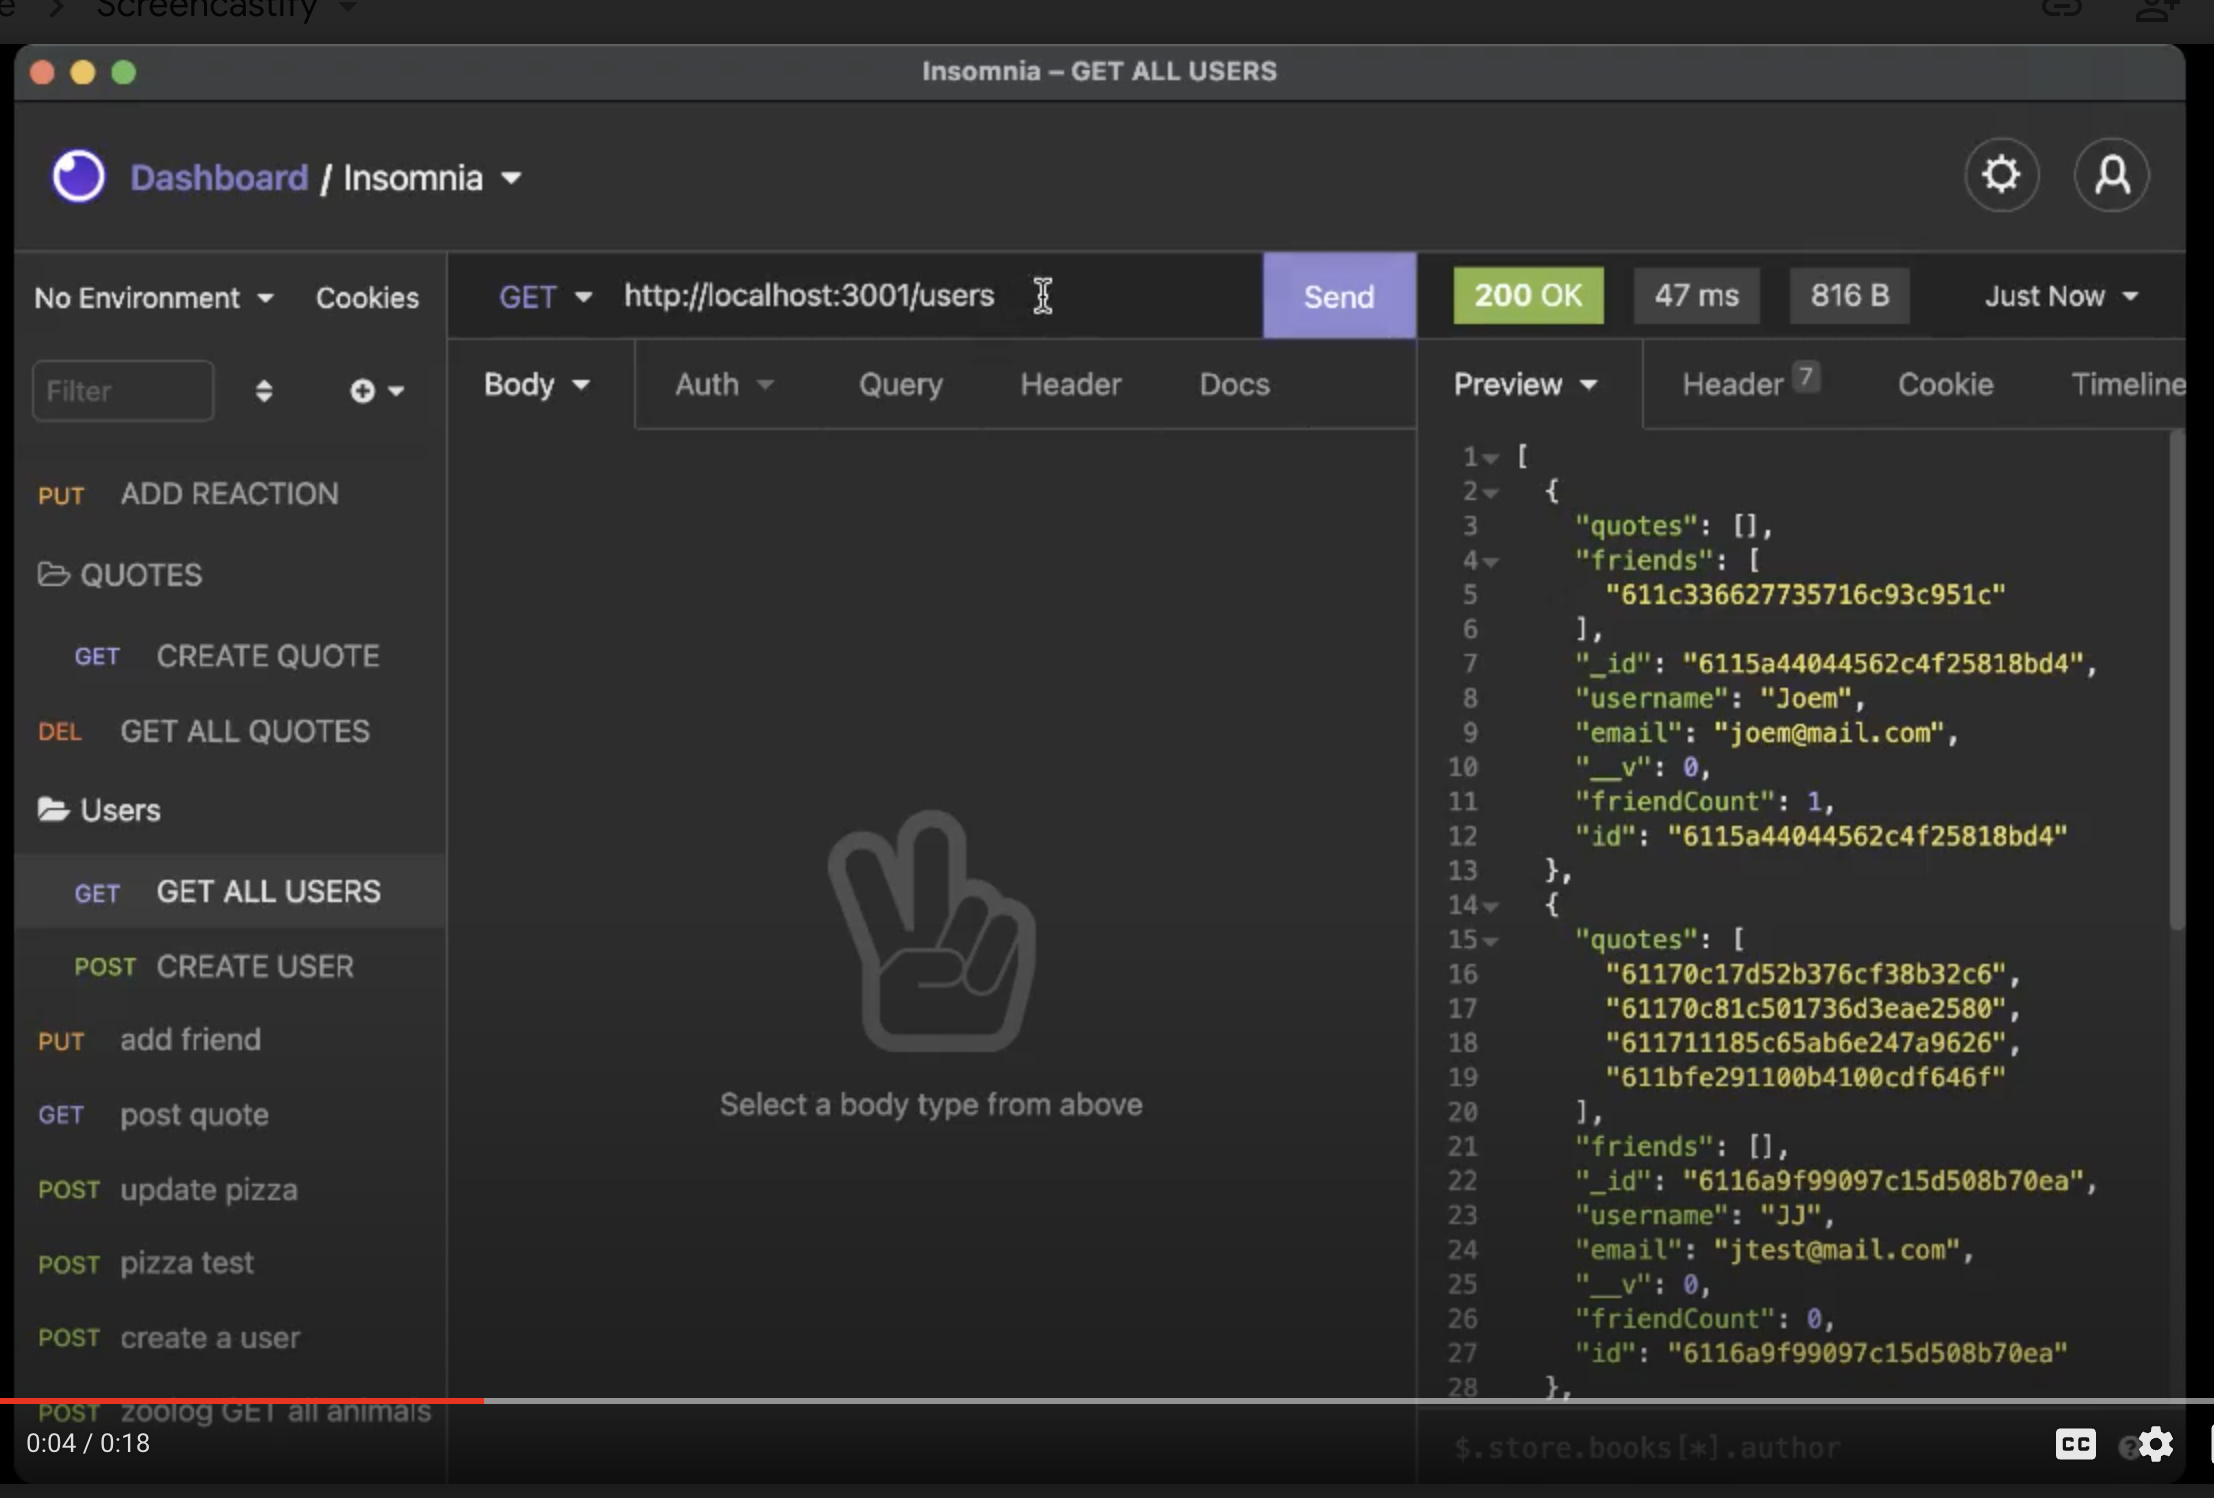 Screencastify
Insomnia – GET ALL USERS
Dashboard / Insomnia
No Environment
Cookies
GET http://localhost:3001/users
Send
200 OK
47 ms
816 B
Just Now
Filter
Body
Auth
Query
Header
Docs
Preview
Header 7
Cookie
Timeline
PUT ADD REACTION
QUOTES
GET CREATE QUOTE
DEL GET ALL QUOTES
Users
GET GET ALL USERS
POST CREATE USER
PUT add friend
GET post quote
POST update pizza
POST pizza test
POST create a user
POST zoolog GET all animals
Select a body type from above
1 [
2 {
3 "quotes": [],
4 "friends": [
5 "611c336627735716c93c951c"
6 ],
7 "_id": "6115a44044562c4f25818bd4",
8 "username": "Joem",
9 "email": "joem@mail.com",
10 "__v": 0,
11 "friendCount": 1,
12 "id": "6115a44044562c4f25818bd4"
13 },
14 {
15 "quotes": [
16 "61170c17d52b376cf38b32c6",
17 "61170c81c501736d3eae2580",
18 "611711185c65ab6e247a9626",
19 "611bfe291100b4100cdf646f"
20 ],
21 "friends": [],
22 "_id": "6116a9f99097c15d508b70ea",
23 "username": "JJ",
24 "email": "jtest@mail.com",
25 "__v": 0,
26 "friendCount": 0,
27 "id": "6116a9f99097c15d508b70ea"
28 },
$.store.books[*].author
0:04 / 0:18
CC